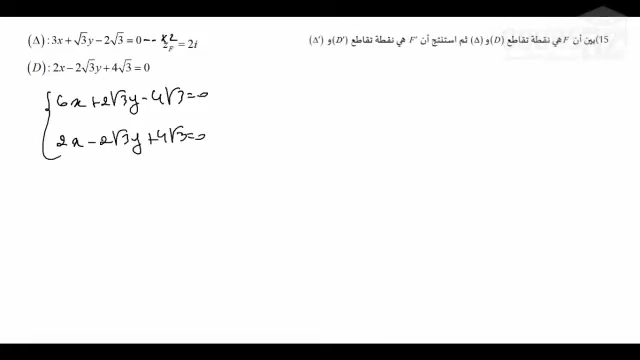 15) بين أن F هي نقطة تقاطع (D) و (Δ) ثم استنتج أن F' هي نقطة تقاطع (D') و (Δ')
(Δ): 3x + √3y − 2√3 = 0 -- ×2
z_F = 2i
(D): 2x − 2√3y + 4√3 = 0
{ 6x + 2√3y − 4√3 = 0
2x − 2√3y + 4√3 = 0